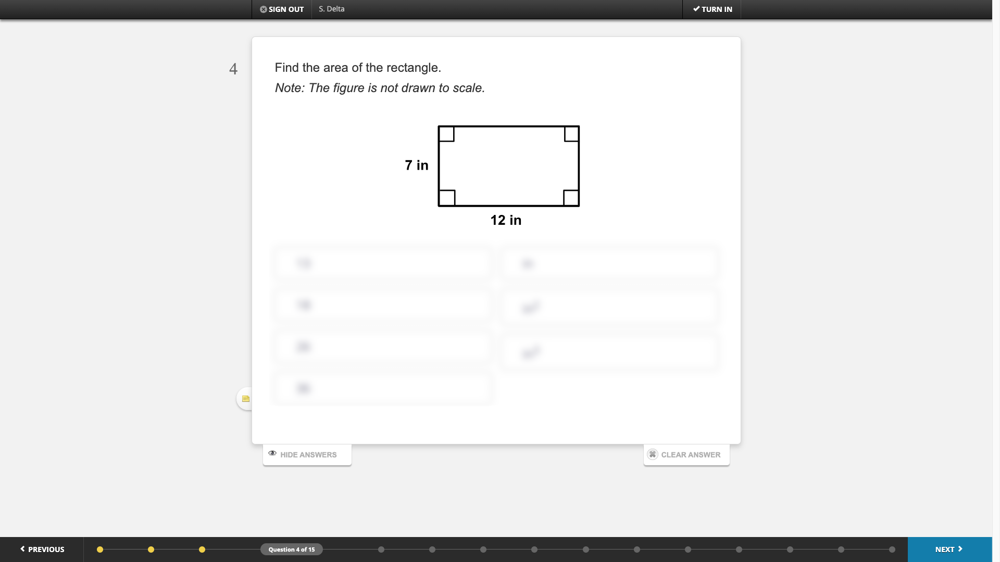 SIGN OUT
S. Delta
TURN IN
4
Find the area of the rectangle.
Note: The figure is not drawn to scale.
7 in
12 in
HIDE ANSWERS
CLEAR ANSWER
PREVIOUS
Question 4 of 15
NEXT